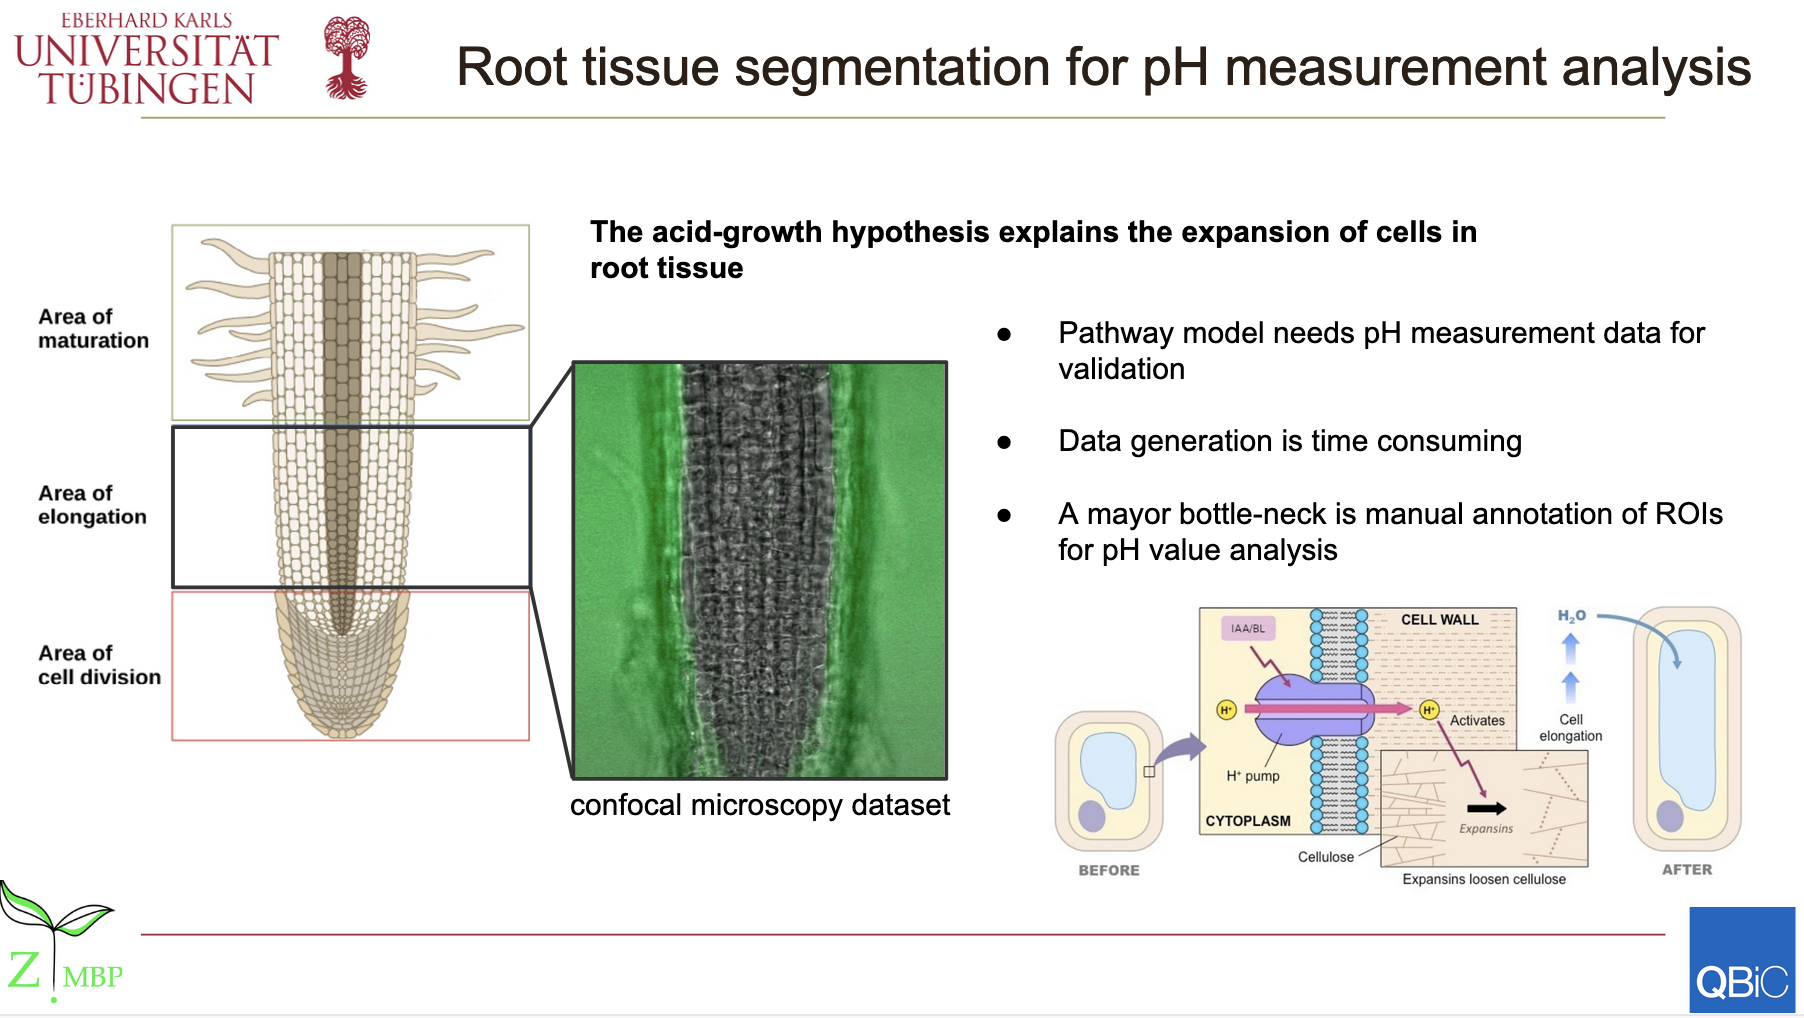 EBERHARD KARLS
UNIVERSITÄT
TÜBINGEN
Root tissue segmentation for pH measurement analysis
Area of
maturation
Area of
elongation
Area of
cell division
confocal microscopy dataset
The acid-growth hypothesis explains the expansion of cells in
root tissue
● Pathway model needs pH measurement data for
validation
● Data generation is time consuming
● A mayor bottle-neck is manual annotation of ROIs
for pH value analysis
BEFORE
IAA/BL
CELL WALL
H⁺
H⁺
Activates
H⁺ pump
CYTOPLASM
Expansins
Cellulose
Expansins loosen cellulose
H₂O
Cell
elongation
AFTER
Z MBP
QBiC